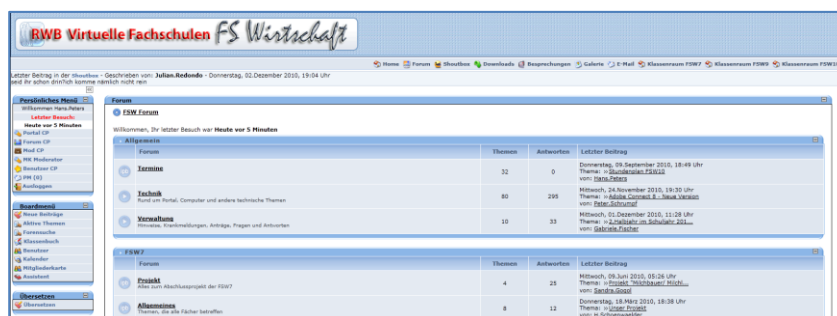 RWB Virtuelle Fachschulen FS Wirtschaft
Home Forum Shoutbox Downloads Besprechungen Galerie E-Mail Klassenraum FSW7 Klassenraum FSW9 Klassenraum FSW10
Letzter Beitrag in der Shoutbox - Geschrieben von: Julian.Redondo - Donnerstag, 02.Dezember 2010, 19:04 Uhr
seid ihr schon drin?ich komme nämlich nicht rein
Persönliches Menü
Willkommen Hans.Peters
Letzter Besuch:
Heute vor 5 Minuten
Portal CP
Forum CP
Mod CP
MK Moderator
Benutzer CP
PM [0]
Ausloggen
Boardmenü
Neue Beiträge
Aktive Themen
Forensuche
Klassenbuch
Benutzer
Kalender
Mitgliederkarte
Assistent
Übersetzen
Übersetzen
Forum
FSW Forum
Willkommen, Ihr letzter Besuch war Heute vor 5 Minuten
Allgemein
Forum Themen Antworten Letzter Beitrag
Termine 32 0
Donnerstag, 09.September 2010, 18:49 Uhr
Thema: »Stundenplan FSW10
von: Hans.Peters
Technik 80 295
Rund um Portal, Computer und andere technische Themen
Mittwoch, 24.November 2010, 19:30 Uhr
Thema: »Adobe Connect 8 - Neue Version
von: Peter.Schrumpf
Verwaltung 10 33
Hinweise, Krankmeldungen, Anträge, Fragen und Antworten
Mittwoch, 01.Dezember 2010, 11:28 Uhr
Thema: »2.Halbjahr im Schuljahr 201...
von: Gabriele.Fischer
FSW7
Forum Themen Antworten Letzter Beitrag
Projekt 4 25
Alles zum Abschlussprojekt der FSW7
Mittwoch, 09.Juni 2010, 05:26 Uhr
Thema: »Projekt "Milchbauer/ Milchl...
von: Sandra.Gogol
Allgemeines 8 12
Themen, die alle Fächer betreffen
Donnerstag, 18.März 2010, 18:38 Uhr
Thema: »Unser Projekt